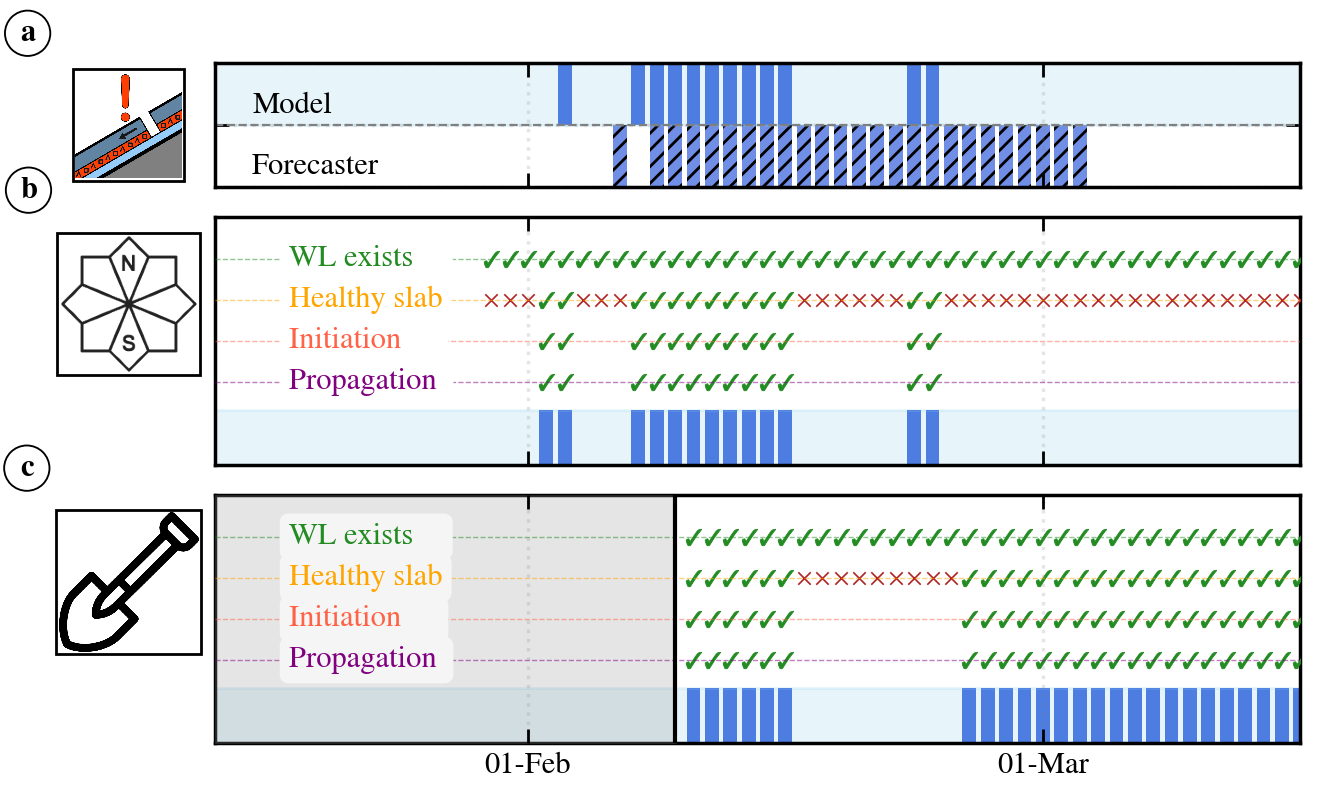 a
Model
Forecaster
b
N
S
WL exists
Healthy slab
Initiation
Propagation
c
WL exists
Healthy slab
Initiation
Propagation
01-Feb 01-Mar